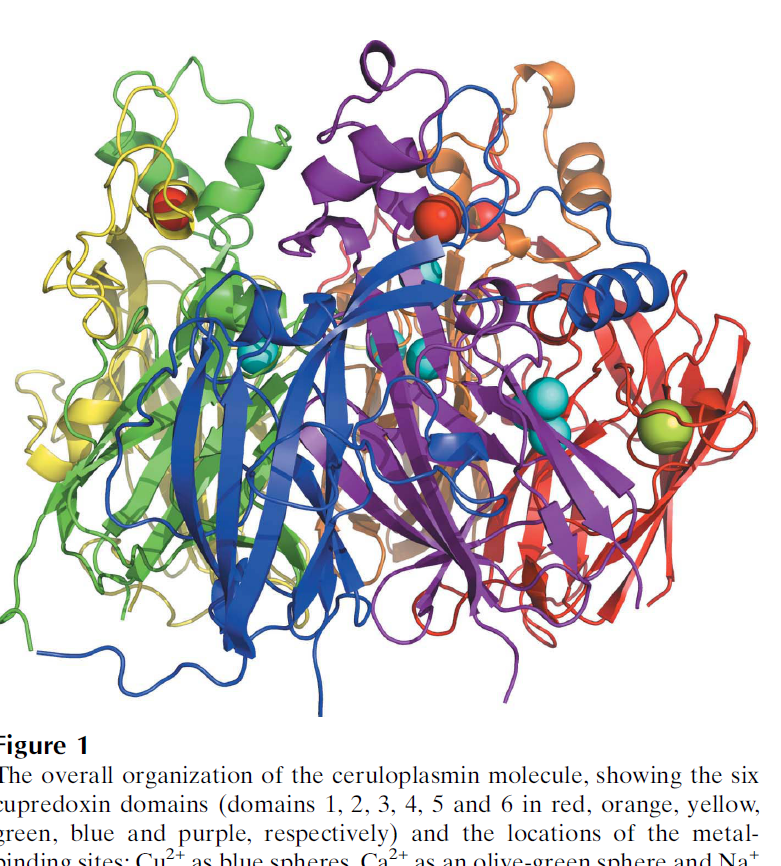 Figure 1
The overall organization of the ceruloplasmin molecule, showing the six
cupredoxin domains (domains 1, 2, 3, 4, 5 and 6 in red, orange, yellow,
green, blue and purple, respectively) and the locations of the metal-
binding sites: Cu²⁺ as blue spheres, Ca²⁺ as an olive-green sphere and Na⁺